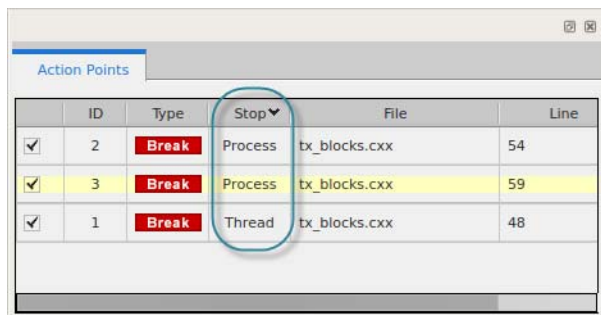 Action Points
ID Type Stop File Line
2 Break Process tx_blocks.cxx 54
3 Break Process tx_blocks.cxx 59
1 Break Thread tx_blocks.cxx 48